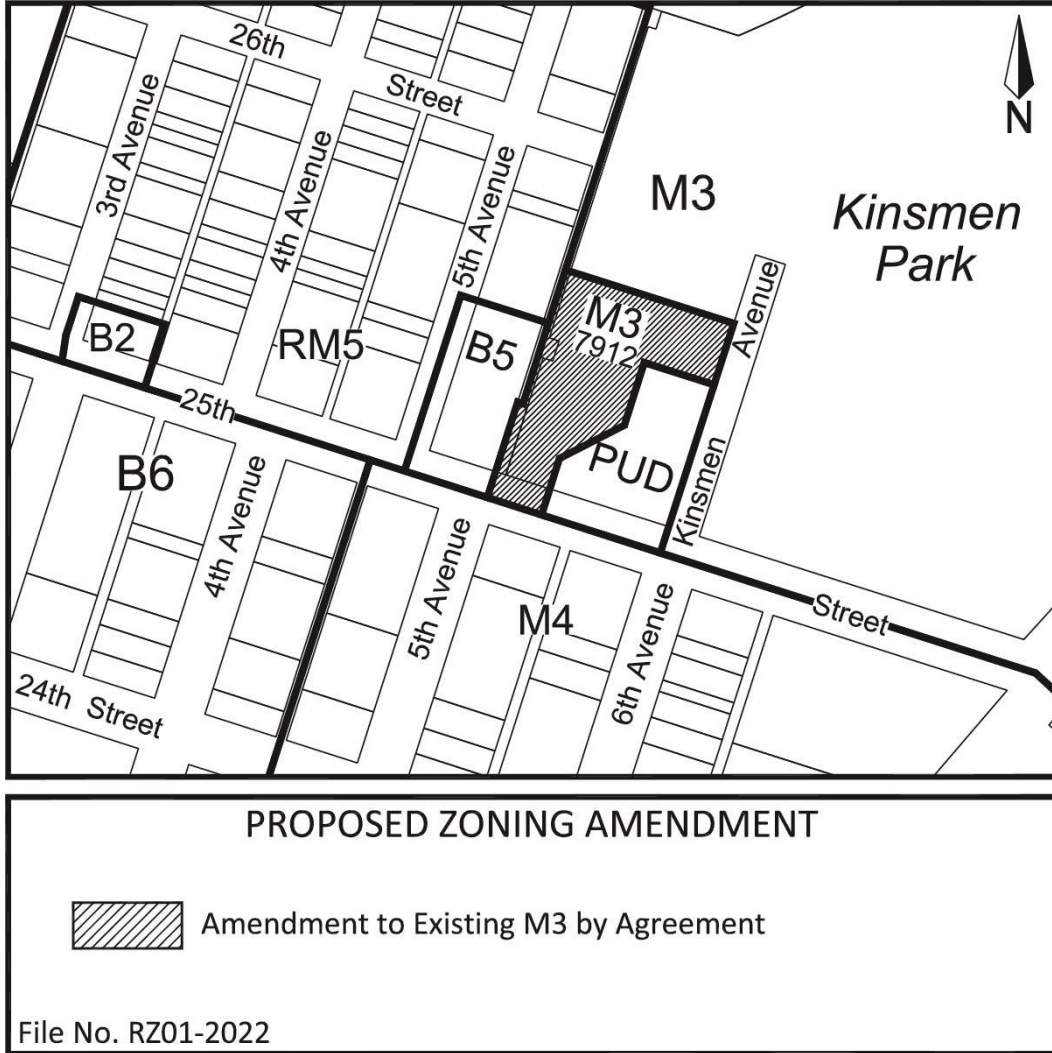 26th
Street
N
3rd Avenue
4th Avenue
5th Avenue
M3
Kinsmen
Park
Avenue
M3
7912
B2
RM5
B5
25th
PUD
Kinsmen
B6
4th Avenue
5th Avenue
M4
6th Avenue
Street
24th Street
PROPOSED ZONING AMENDMENT
Amendment to Existing M3 by Agreement
File No. RZ01-2022